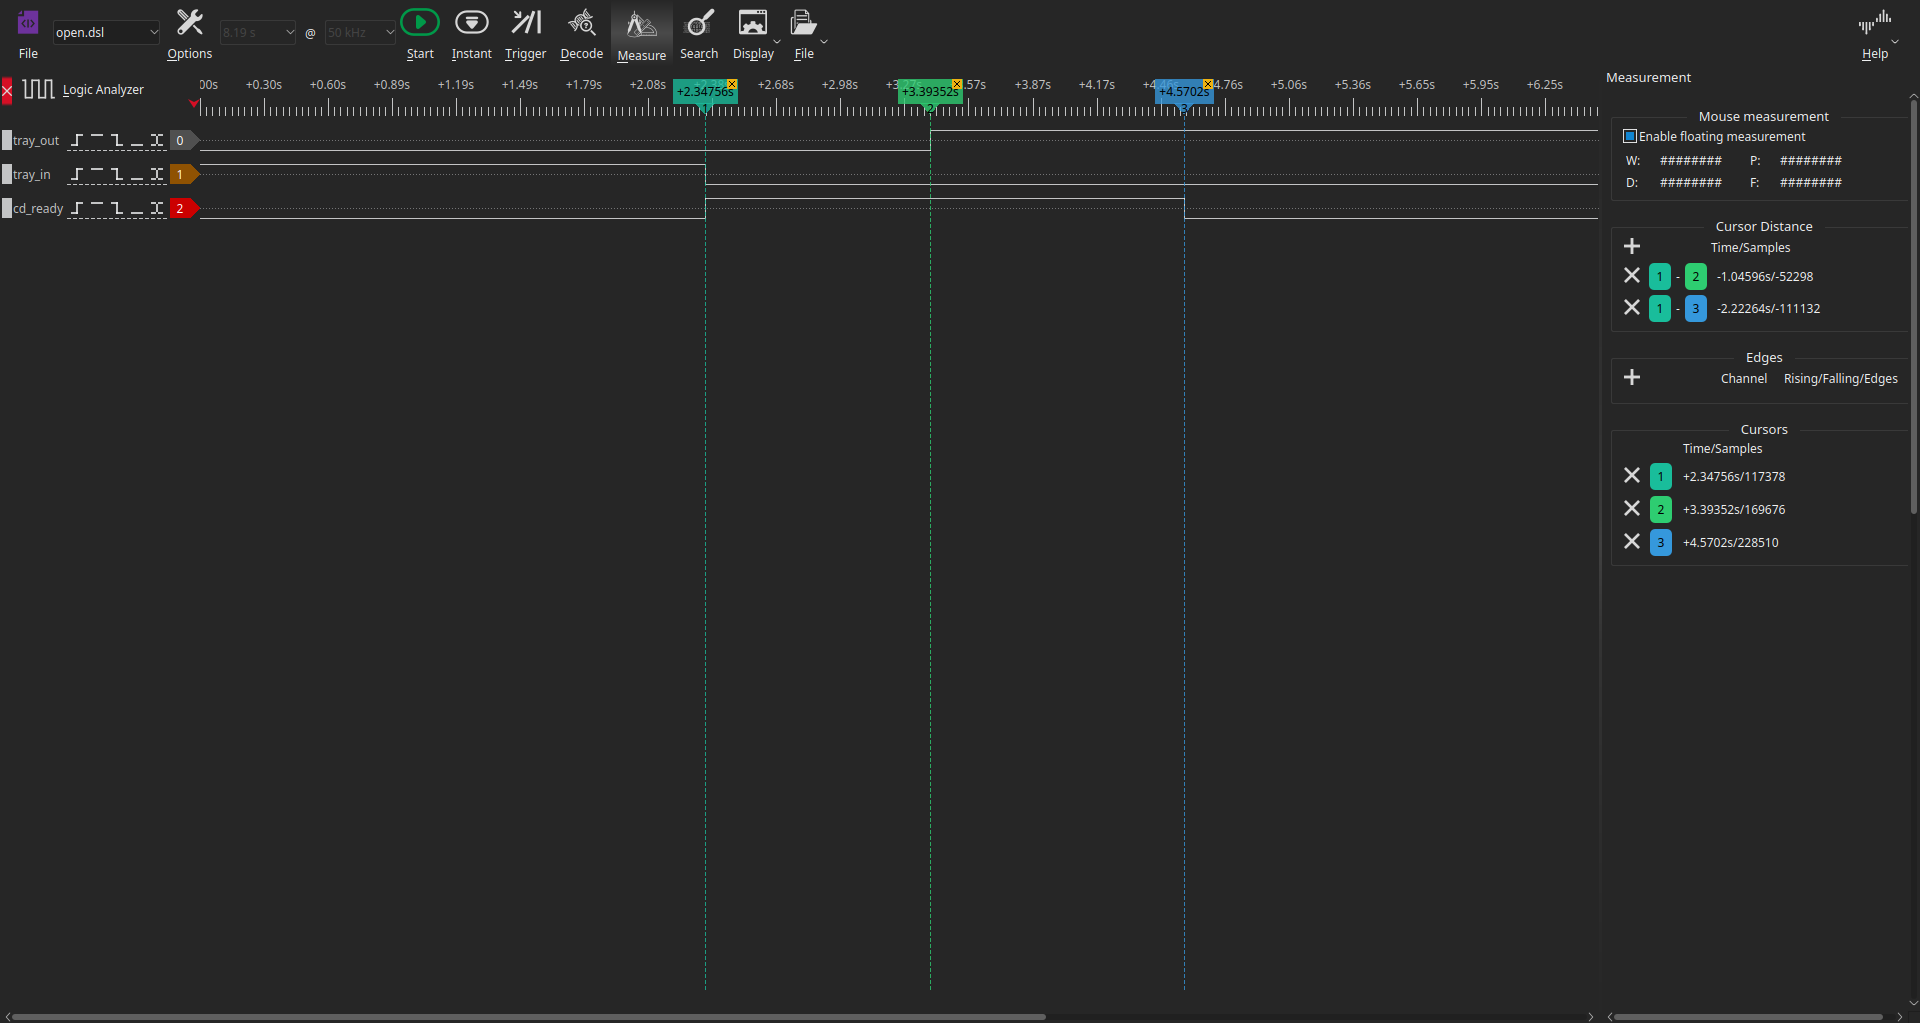 File
open.dsl
Options
8.19 s
@
50 kHz
Start
Instant
Trigger
Decode
Measure
Search
Display
File
Help
Logic Analyzer
00s +0.30s +0.60s +0.89s +1.19s +1.49s +1.79s +2.08s +2.34756s +2.68s +2.98s +3.39352s .57s +3.87s +4.17s +4.5702s 4.76s +5.06s +5.36s +5.65s +5.95s +6.25s
1 2 3
tray_out 0
tray_in 1
cd_ready 2
Measurement
Mouse measurement
Enable floating measurement
W: ######## P: ########
D: ######## F: ########
Cursor Distance
Time/Samples
1 - 2 -1.04596s/-52298
1 - 3 -2.22264s/-111132
Edges
Channel Rising/Falling/Edges
Cursors
Time/Samples
1 +2.34756s/117378
2 +3.39352s/169676
3 +4.5702s/228510